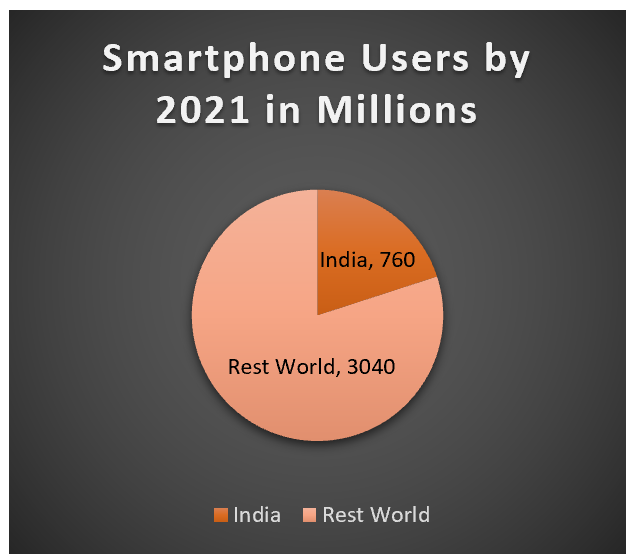 Smartphone Users by
2021 in Millions
India, 760
Rest World, 3040
India Rest World